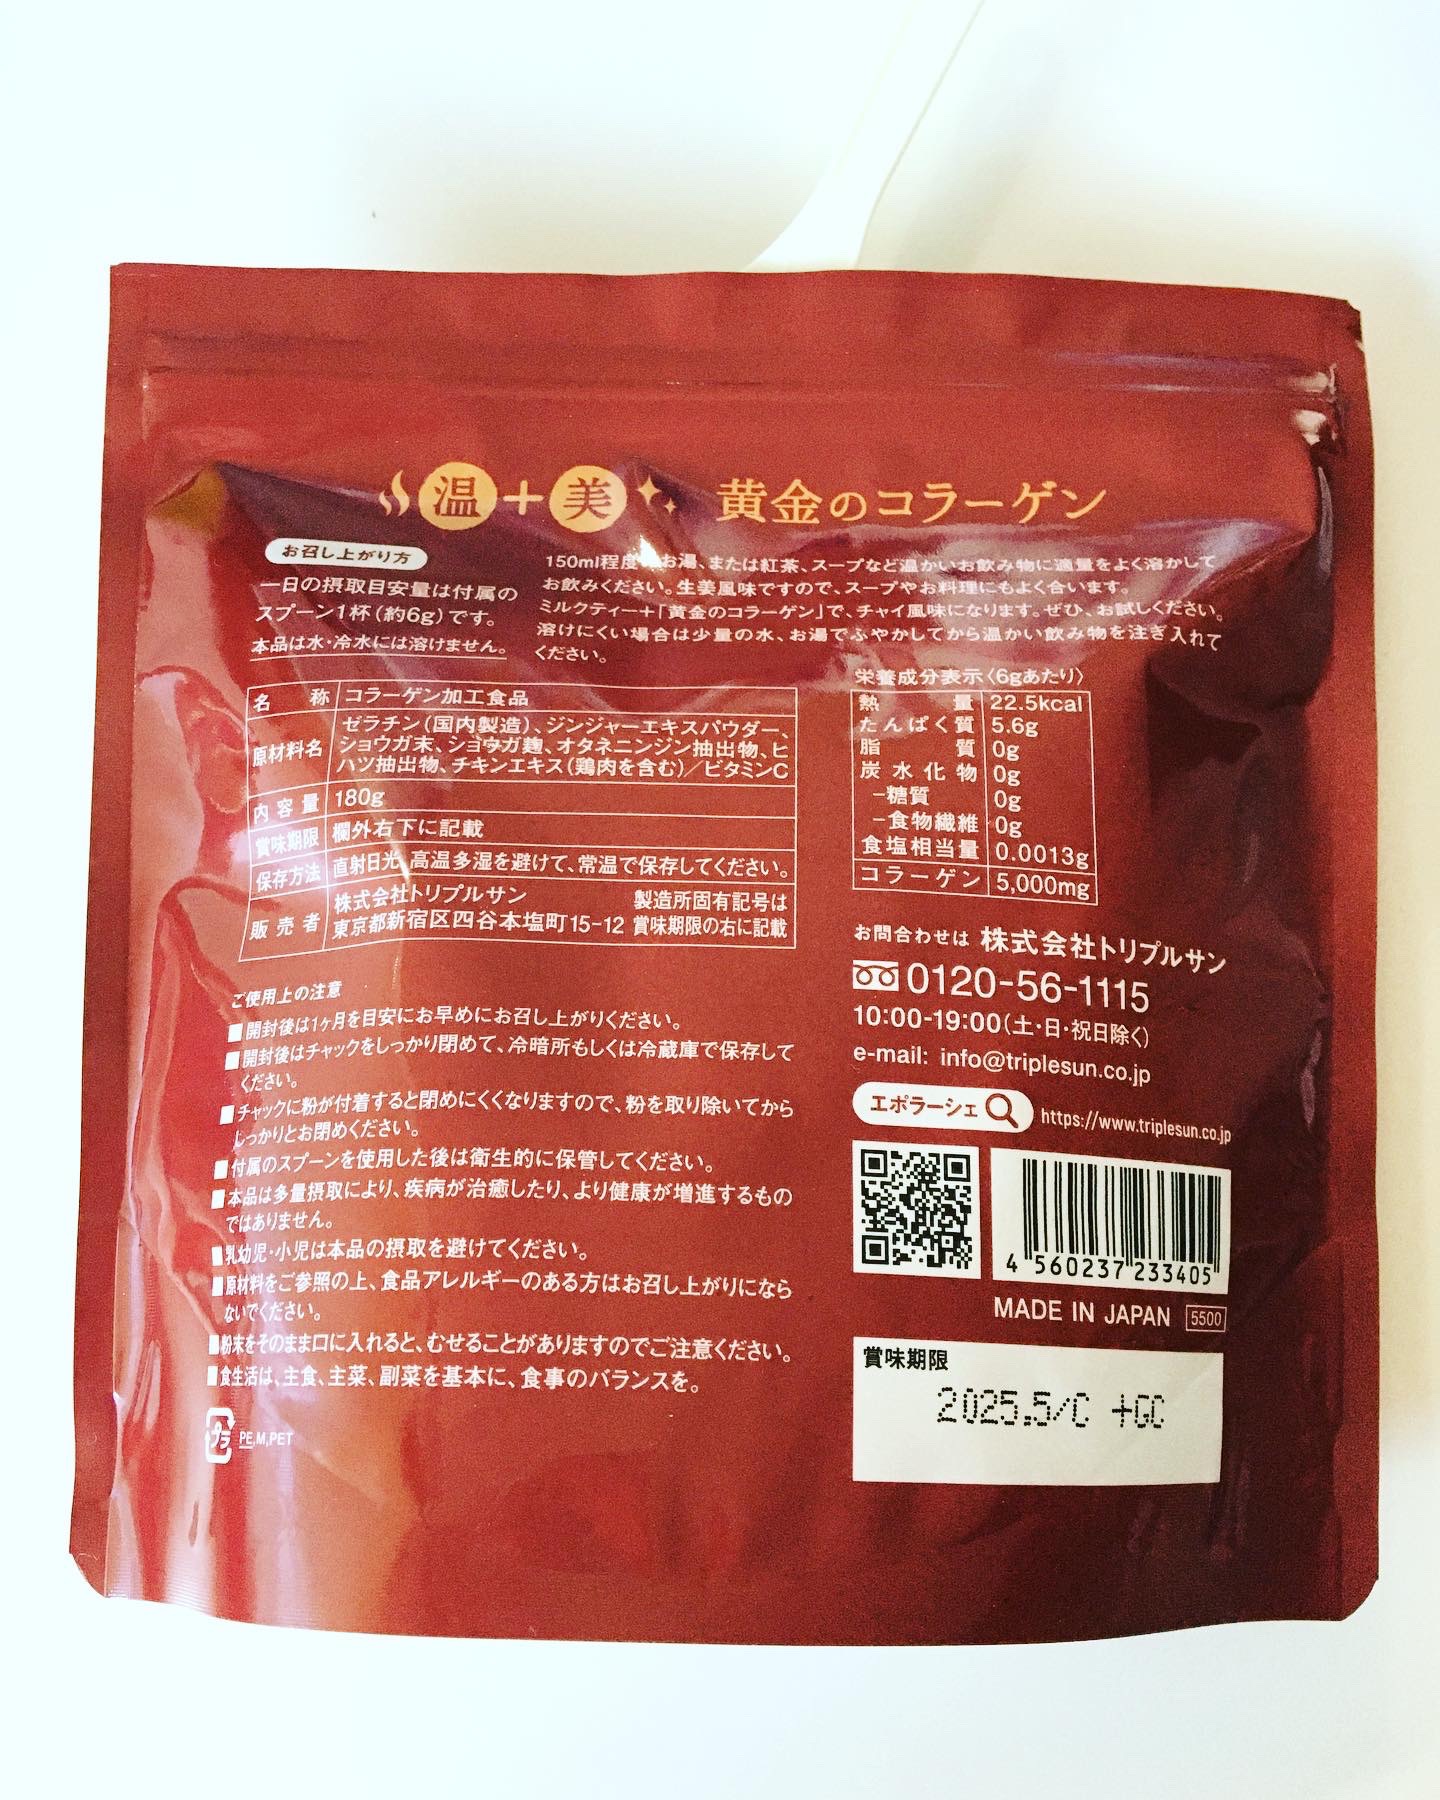 温+美 黄金のコラーゲン
お召し上がり方
一日の摂取目安量は付属の
スプーン1杯(約6g)です。
本品は水・冷水には溶けません。
150ml程度 お湯、または紅茶、スープなど温かいお飲み物に適量をよく溶かして
お飲みください。生姜風味ですので、スープやお料理にもよく合います。
ミルクティー+「黄金のコラーゲン」で、チャイ風味になります。ぜひ、お試しください。
溶けにくい場合は少量の水、お湯でふやかしてから温かい飲み物を注ぎ入れて
ください。
名称 コラーゲン加工食品
原材料名 ゼラチン(国内製造)、ジンジャーエキスパウダー、
ショウガ末、ショウガ麹、オタネニンジン抽出物、ヒ
ハツ抽出物、チキンエキス(鶏肉を含む)/ビタミンC
内容量 180g
賞味期限 欄外右下に記載
保存方法 直射日光、高温多湿を避けて、常温で保存してください。
販売者 株式会社トリプルサン 製造所固有記号は
東京都新宿区四谷本塩町15-12 賞味期限の右に記載
栄養成分表示〈6gあたり〉
熱量 22.5kcal
たんぱく質 5.6g
脂質 0g
炭水化物 0g
-糖質 0g
-食物繊維 0g
食塩相当量 0.0013g
コラーゲン 5,000mg
ご使用上の注意
■開封後は1ヶ月を目安にお早めにお召し上がりください。
■開封後はチャックをしっかり閉めて、冷暗所もしくは冷蔵庫で保存して
ください。
■チャックに粉が付着すると閉めにくくなりますので、粉を取り除いてから
しっかりとお閉めください。
■付属のスプーンを使用した後は衛生的に保管してください。
■本品は多量摂取により、疾病が治癒したり、より健康が増進するもの
ではありません。
■乳幼児・小児は本品の摂取を避けてください。
■原材料をご参照の上、食品アレルギーのある方はお召し上がりになら
ないでください。
■粉末をそのまま口に入れると、むせることがありますのでご注意ください。
■食生活は、主食、主菜、副菜を基本に、食事のバランスを。
プラ PE,M,PET
お問合わせは 株式会社トリプルサン
0120-56-1115
10:00-19:00(土・日・祝日除く)
e-mail: info@triplesun.co.jp
エポラーシェ https://www.triplesun.co.jp
4 560237 233405
MADE IN JAPAN 5500
賞味期限
2025.5/C +GC